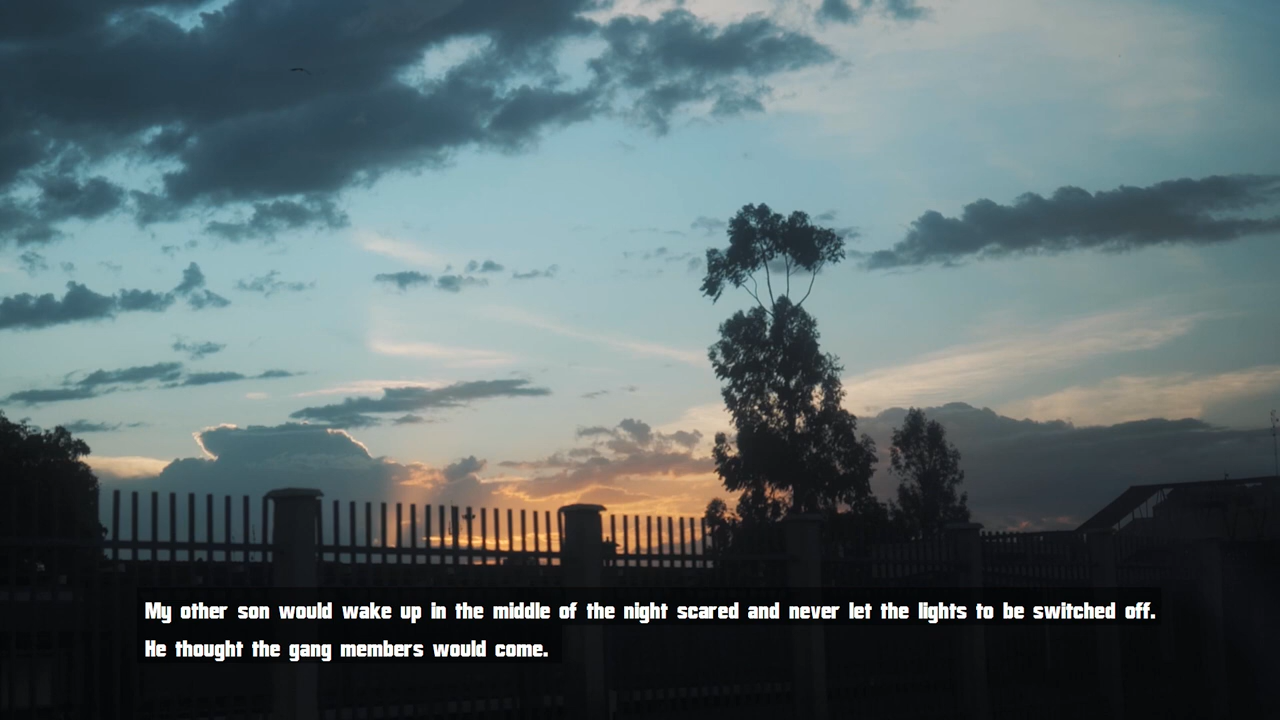 My other son would wake up in the middle of the night scared and never let the lights to be switched off.
He thought the gang members would come.